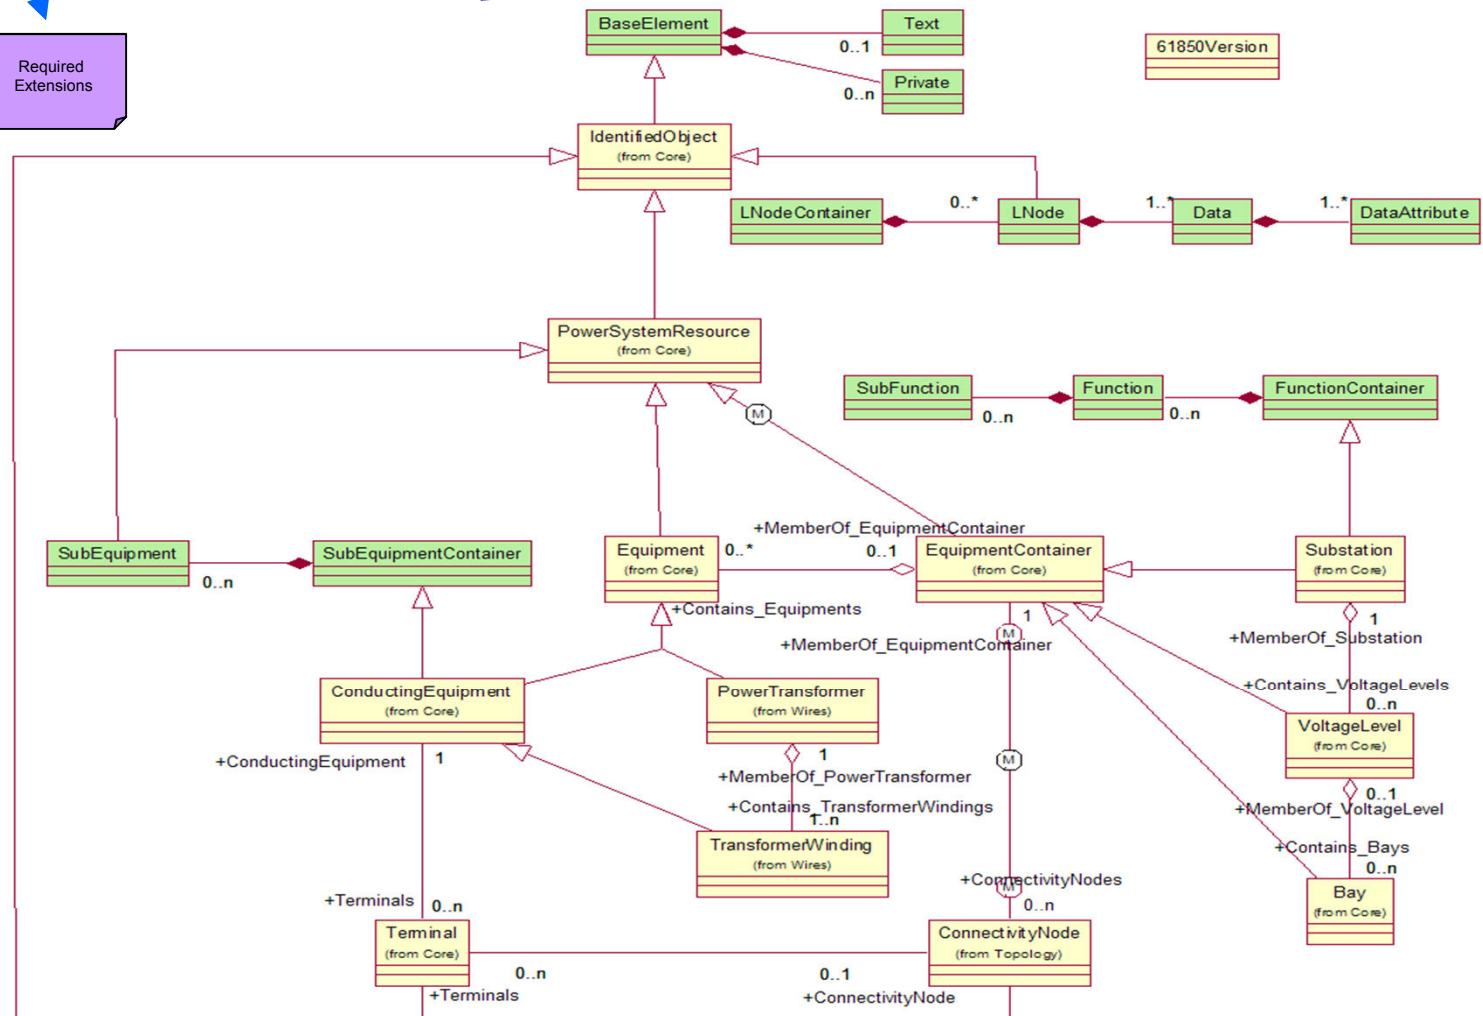 BaseElement
Text
0..1
61850Version
Required
Extensions
Private
0..n
IdentifiedObject
(from Core)
LNodeContainer
0..*
LNode
1..*
Data
1..*
DataAttribute
PowerSystemResource
(from Core)
M
SubFunction
0..n
Function
0..n
FunctionContainer
+MemberOf_EquipmentContainer
SubEquipment
0..n
SubEquipmentContainer
Equipment
(from Core)
0..*
0..1
EquipmentContainer
(from Core)
Substation
(from Core)
+Contains_Equipments
1
M
+MemberOf_EquipmentContainer
1
+MemberOf_Substation
+Contains_VoltageLevels
0..n
ConductingEquipment
(from Core)
PowerTransformer
(from Wires)
VoltageLevel
(from Core)
+ConductingEquipment
1
1
+MemberOf_PowerTransformer
M
0..1
+MemberOf_VoltageLevel
+Contains_TransformerWindings
1..n
TransformerWinding
(from Wires)
+Contains_Bays
0..n
+ConnectivityNodes
M
0..n
Bay
(from Core)
+Terminals
0..n
Terminal
(from Core)
0..n
0..1
ConnectivityNode
(from Topology)
+Terminals
+ConnectivityNode